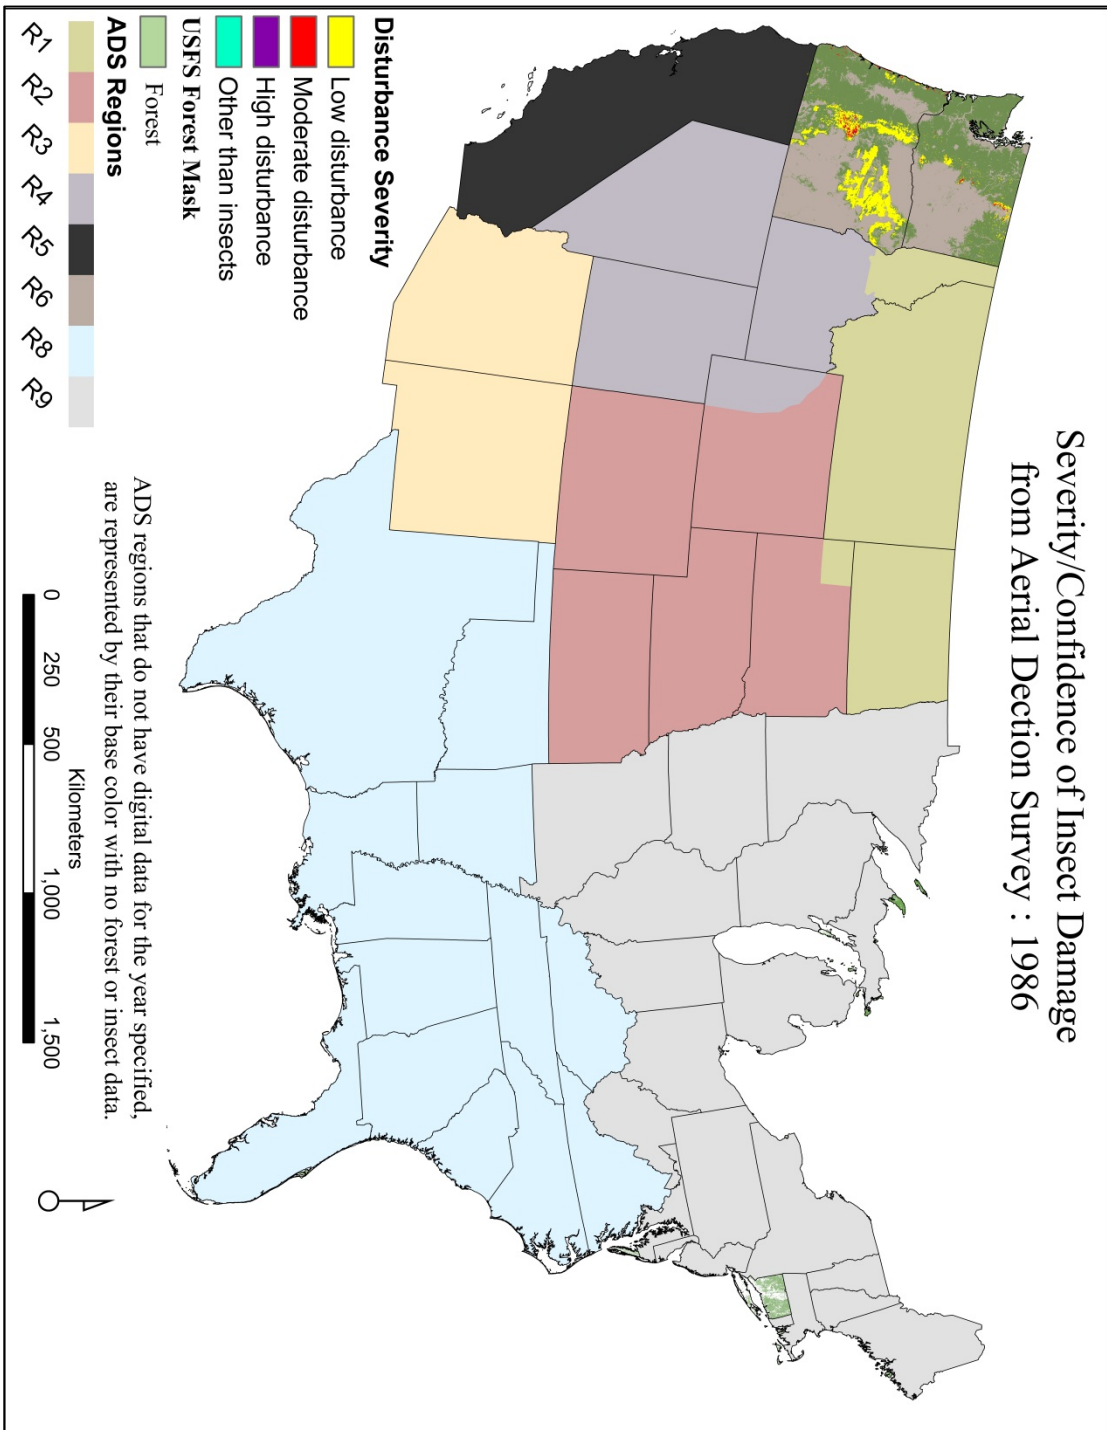 Severity/Confidence of Insect Damage
from Aerial Dection Survey : 1986
Disturbance Severity
Low disturbance
Moderate disturbance
High disturbance
Other than insects
USFS Forest Mask
Forest
ADS Regions
R1
R2
R3
R4
R5
R6
R8
R9
ADS regions that do not have digital data for the year specified,
are represented by their base color with no forest or insect data.
0 250 500 1,000 1,500
Kilometers